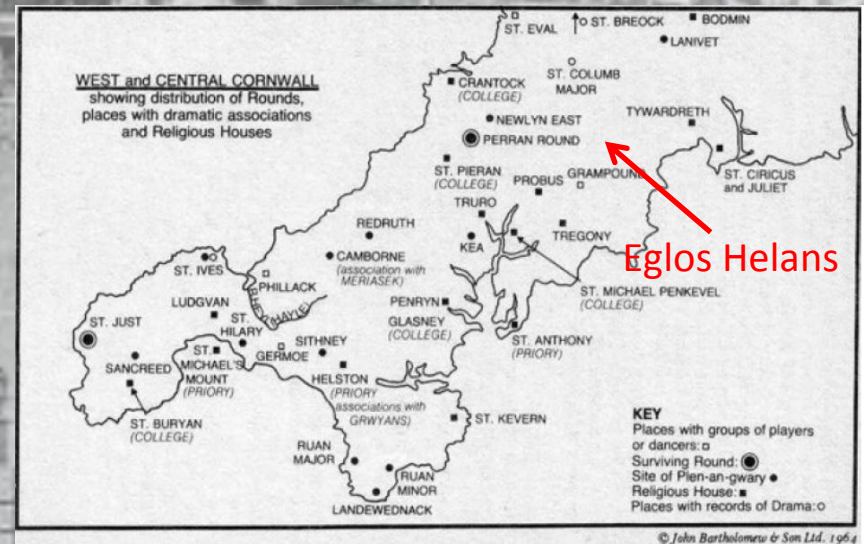 WEST and CENTRAL CORNWALL
showing distribution of Rounds,
places with dramatic associations
and Religious Houses
ST. EVAL
ST. BREOCK
BODMIN
LANIVET
ST. COLUMB
MAJOR
CRANTOCK
(COLLEGE)
NEWLYN EAST
TYWARDRETH
PERRAN ROUND
ST. PIERAN
(COLLEGE)
PROBUS
GRAMPOUND
ST. CIRICUS
and JULIET
TRURO
REDRUTH
KEA
TREGONY
Eglos Helans
CAMBORNE
(association with
MERIASEK)
ST. IVES
PHILLACK
(HAYLE)
ST. MICHAEL PENKEVEL
(COLLEGE)
LUDGVAN
PENRYN
GLASNEY
(COLLEGE)
ST. JUST
ST.
HILARY
ST. ANTHONY
(PRIORY)
SANCREED
ST.
MICHAEL'S
MOUNT
(PRIORY)
GERMOE
SITHNEY
HELSTON
(PRIORY
associations with
GRWYANS)
ST. KEVERN
ST. BURYAN
(COLLEGE)
RUAN
MAJOR
RUAN
MINOR
LANDEWEDNACK
KEY
Places with groups of players
or dancers:
Surviving Round:
Site of Plen-an-gwary
Religious House:
Places with records of Drama:
© John Bartholomew & Son Ltd. 1964